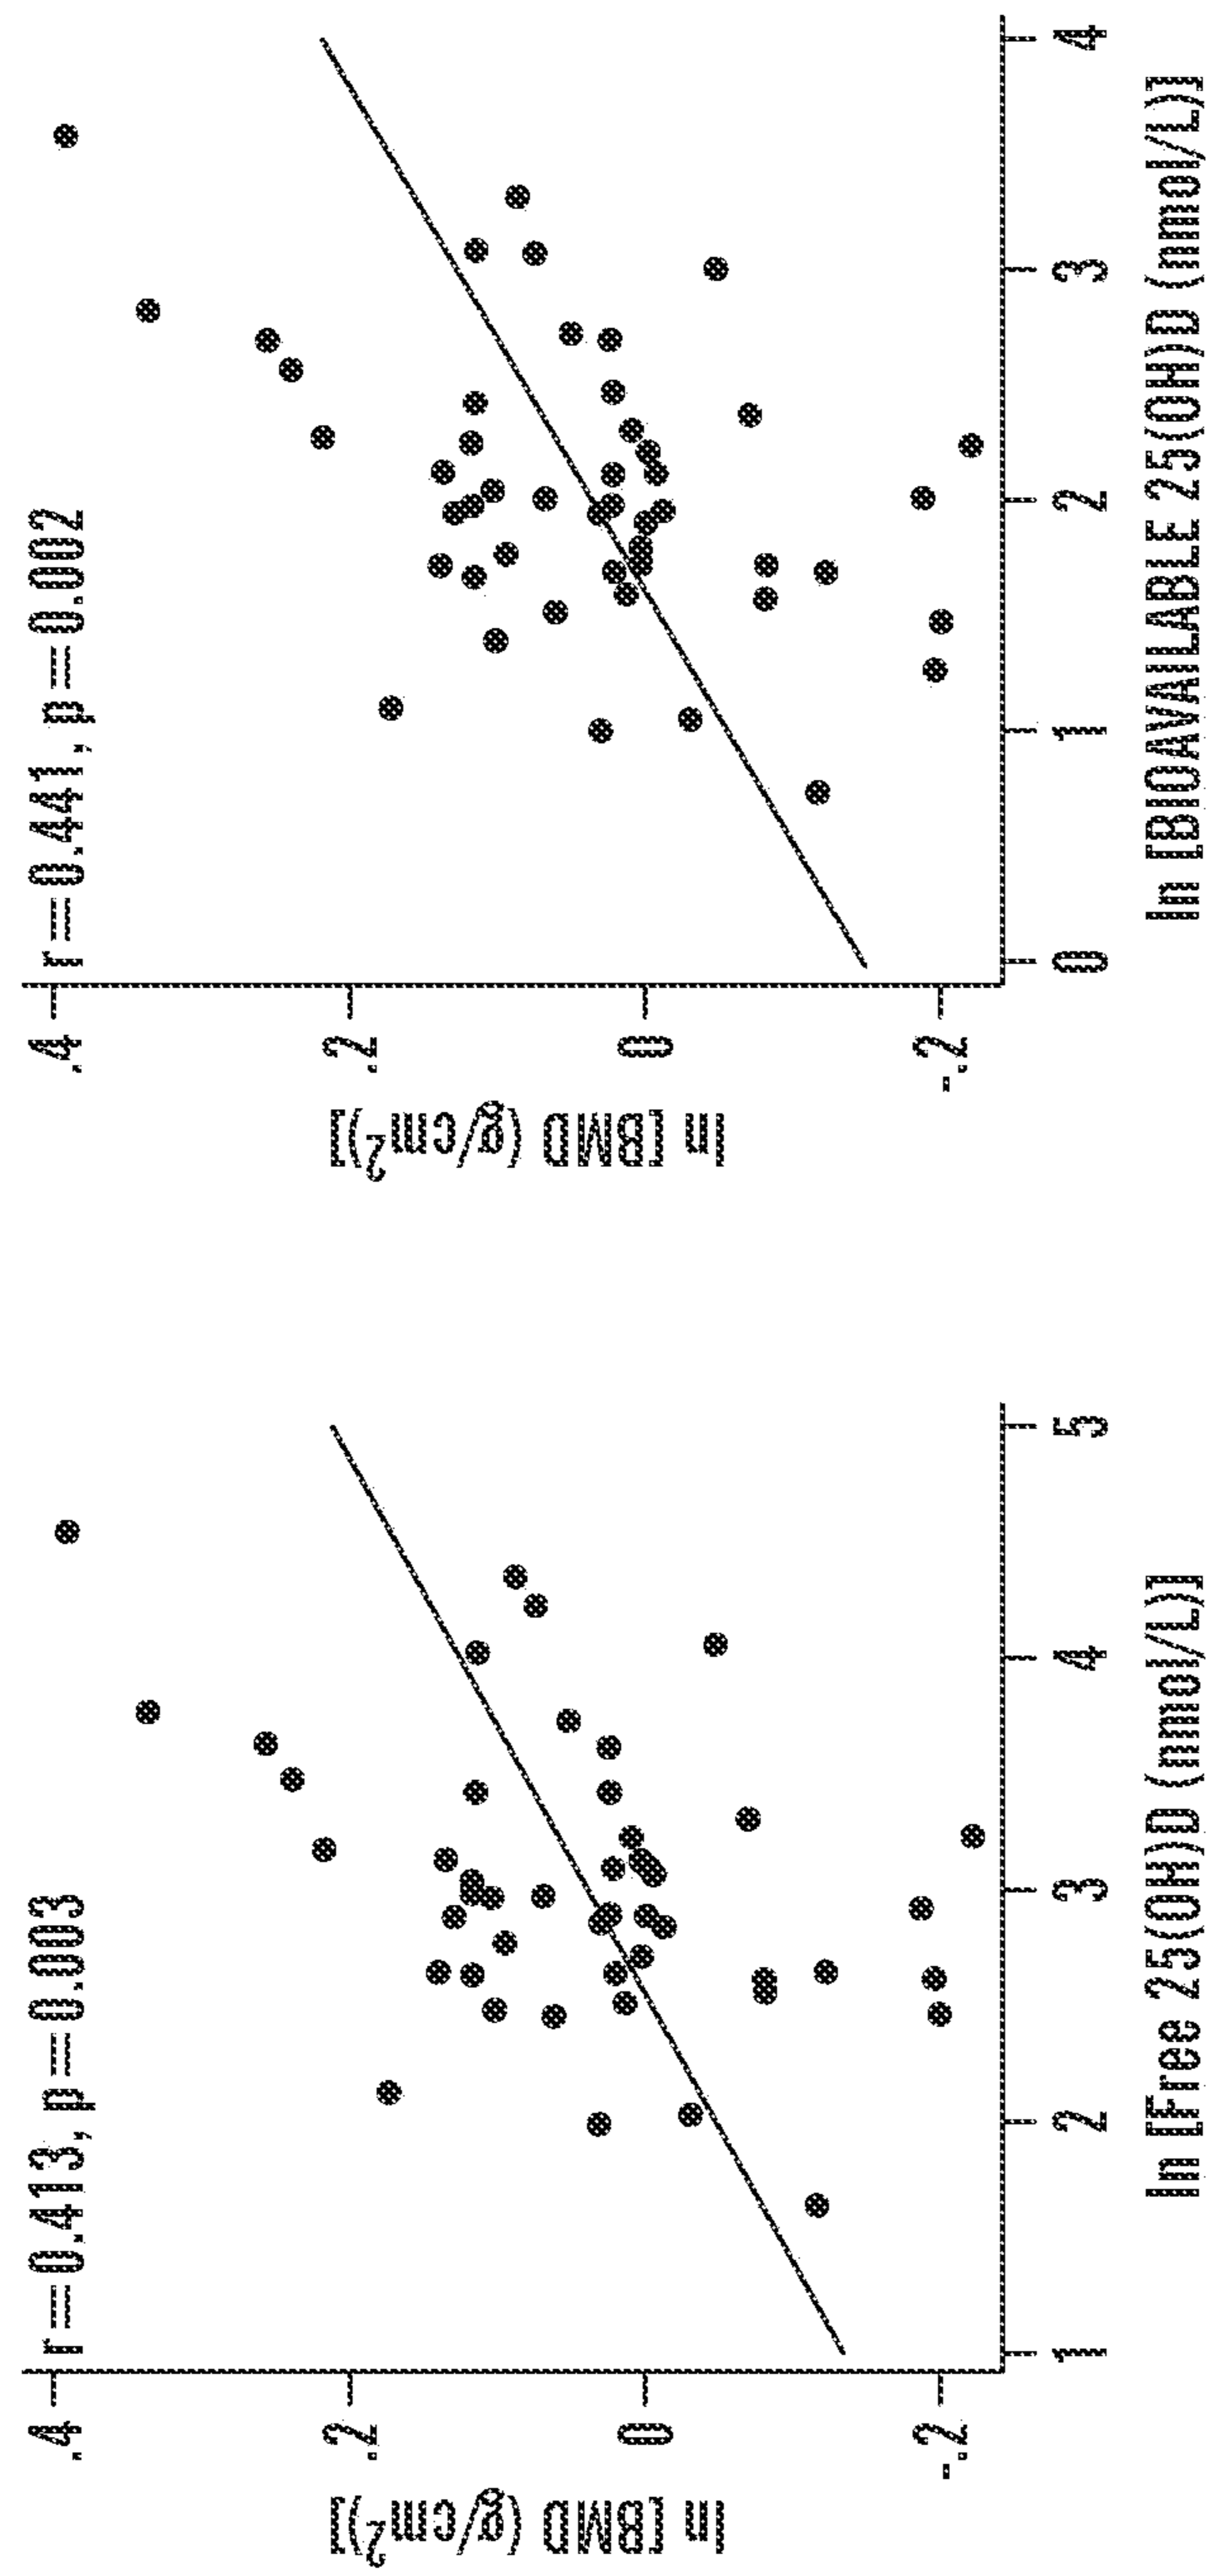 r=0.413, p=0.003
.4
.2
0
-.2
ln [BMD (g/cm²)]
1 2 3 4 5
ln [Free 25(OH)D (nmol/L)]
r=0.441, p=0.002
.4
.2
0
-.2
ln [BMD (g/cm²)]
0 1 2 3 4
ln [BIOAVAILABLE 25(OH)D (nmol/L)]